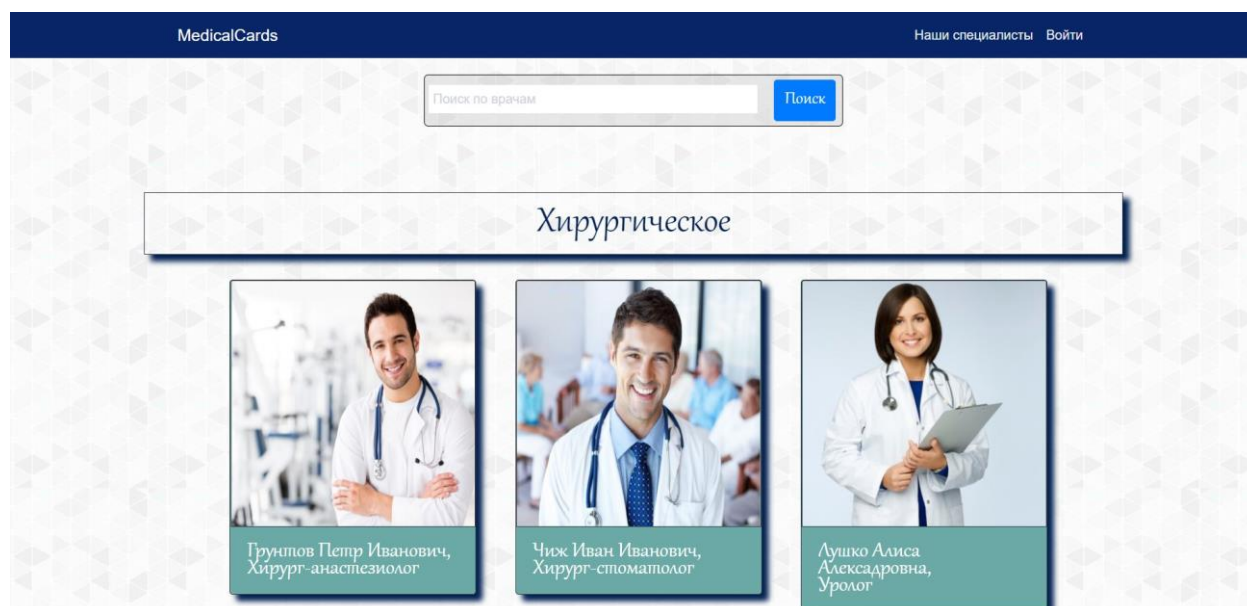 MedicalCards
Наши специалисты Войти
Поиск по врачам
Поиск
Хирургическое
Грунтов Петр Иванович,
Хирург-анастезиолог
Чиж Иван Иванович,
Хирург-стоматолог
Лушко Алиса
Алексадровна,
Уролог